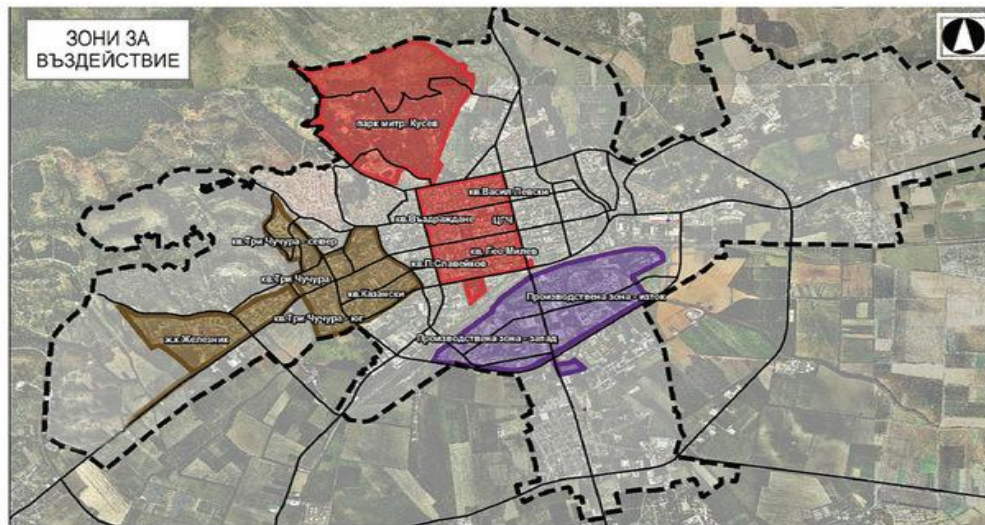 ЗОНИ ЗА
ВЪЗДЕЙСТВИЕ
парк митр. Кусев
кв.Васил Левски
кв.Въздраждане
ЦГЧ
кв.Три Чучура - север
кв. Гео Милев
кв.П.Славейков
кв.Три Чучура
кв.Казански
Производствена зона - изток
кв.Три Чучура - юг
ж.к.Железник
Производствена зона - запад